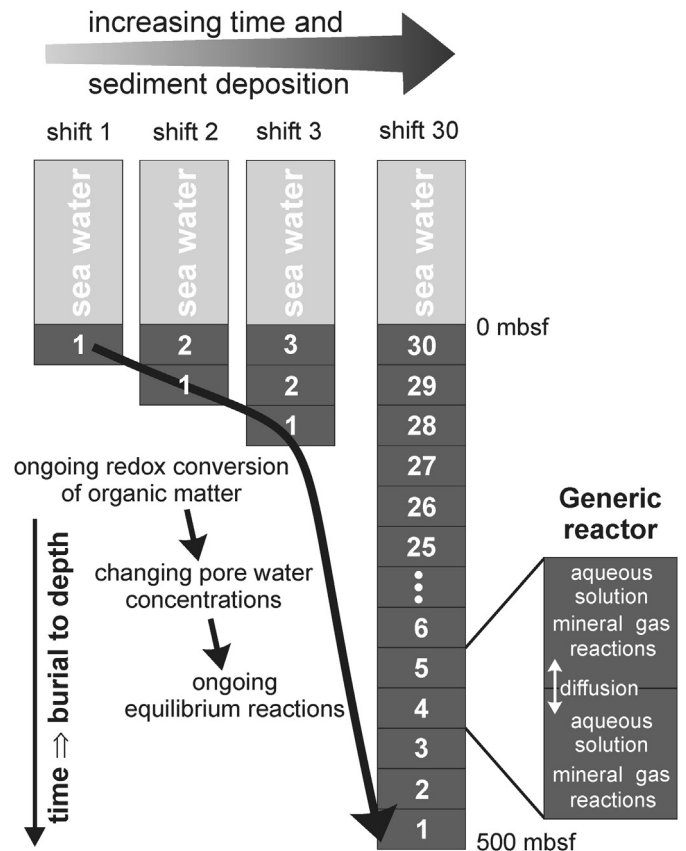 increasing time and
sediment deposition
shift 1
shift 2
shift 3
shift 30
sea water
sea water
sea water
sea water
0 mbsf
1
2
1
3
2
1
30
29
28
27
26
25
6
5
4
3
2
1
500 mbsf
ongoing redox conversion
of organic matter
changing pore water
concentrations
ongoing
equilibrium reactions
time ⇒ burial to depth
Generic
reactor
aqueous
solution
mineral gas
reactions
diffusion
aqueous
solution
mineral gas
reactions